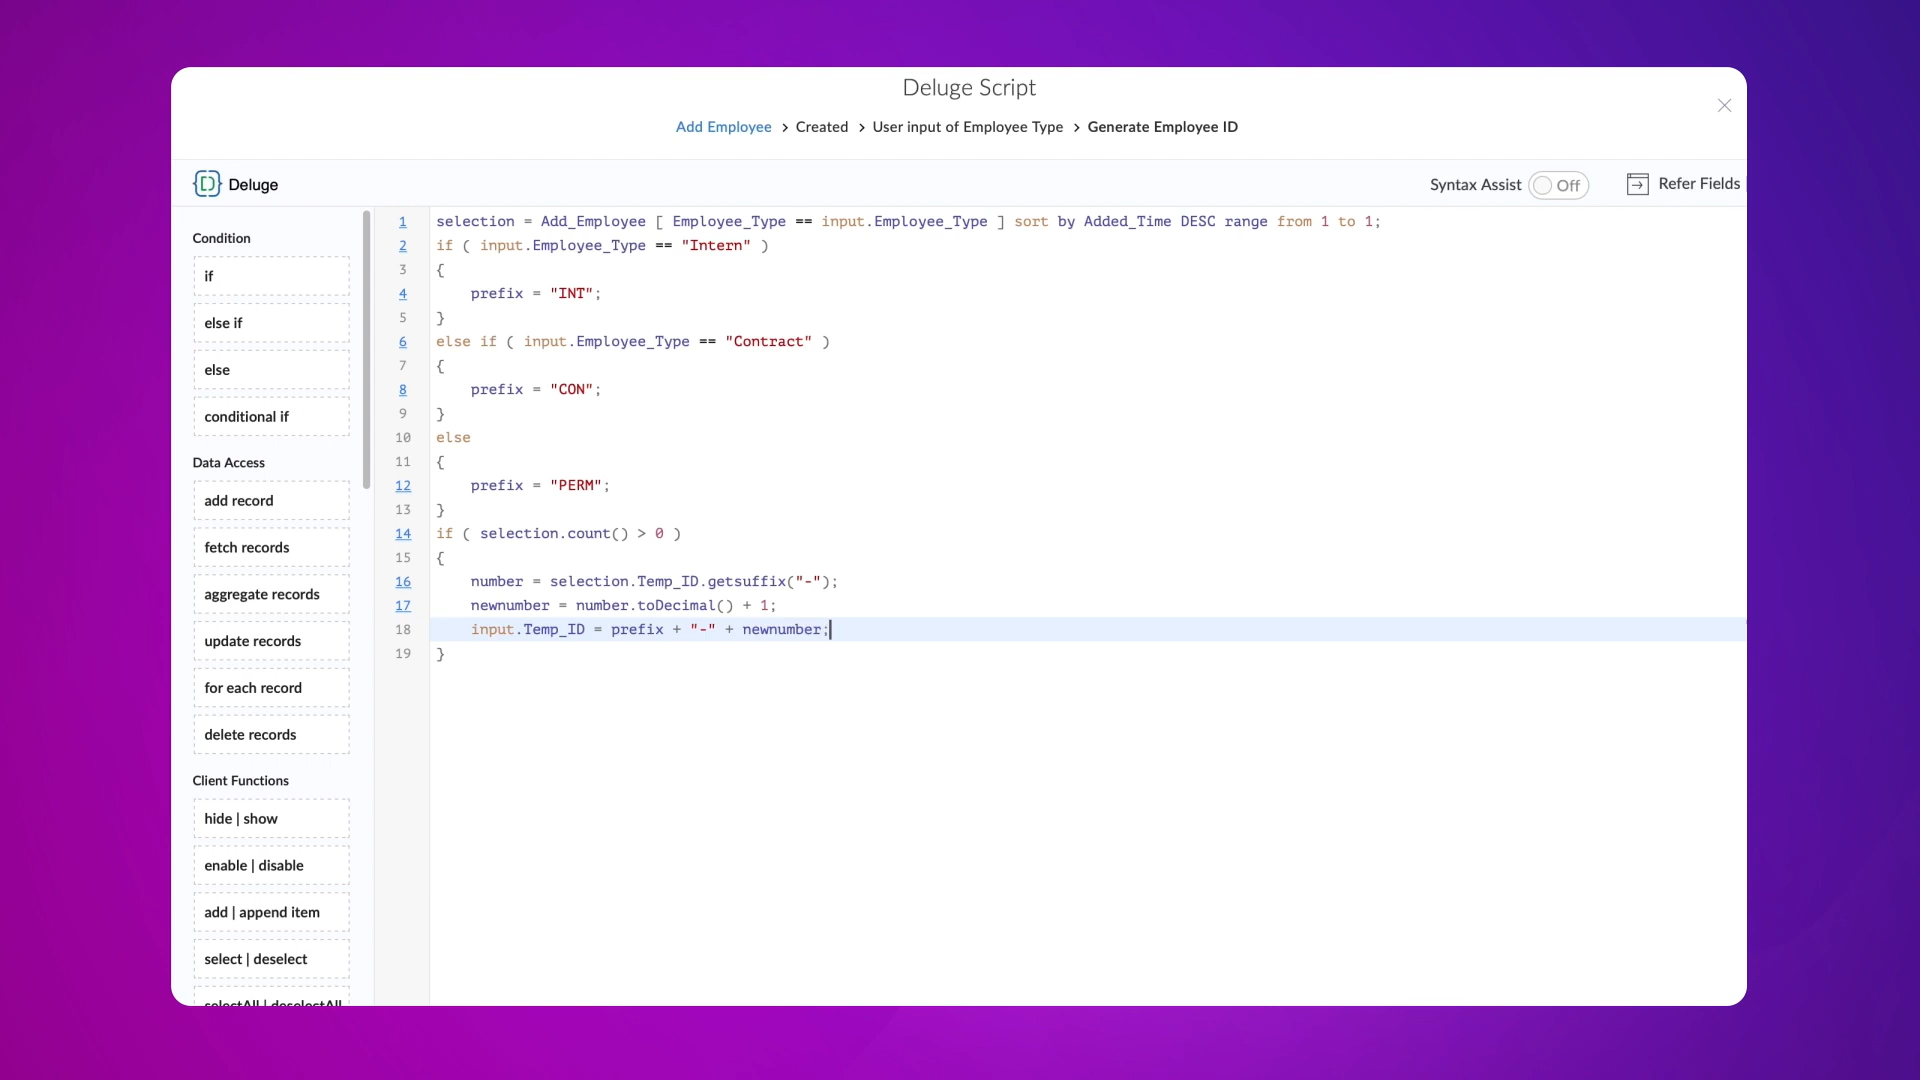 Deluge Script
Add Employee > Created > User input of Employee Type > Generate Employee ID
Deluge
Syntax Assist Off
Refer Fields
Condition
if
else if
else
conditional if
Data Access
add record
fetch records
aggregate records
update records
for each record
delete records
Client Functions
hide | show
enable | disable
add | append item
select | deselect
selectAll | deselectAll
1 selection = Add_Employee [ Employee_Type == input.Employee_Type ] sort by Added_Time DESC range from 1 to 1;
2 if ( input.Employee_Type == "Intern" )
3 {
4 prefix = "INT";
5 }
6 else if ( input.Employee_Type == "Contract" )
7 {
8 prefix = "CON";
9 }
10 else
11 {
12 prefix = "PERM";
13 }
14 if ( selection.count() > 0 )
15 {
16 number = selection.Temp_ID.getsuffix("-");
17 newnumber = number.toDecimal() + 1;
18 input.Temp_ID = prefix + "-" + newnumber;
19 }